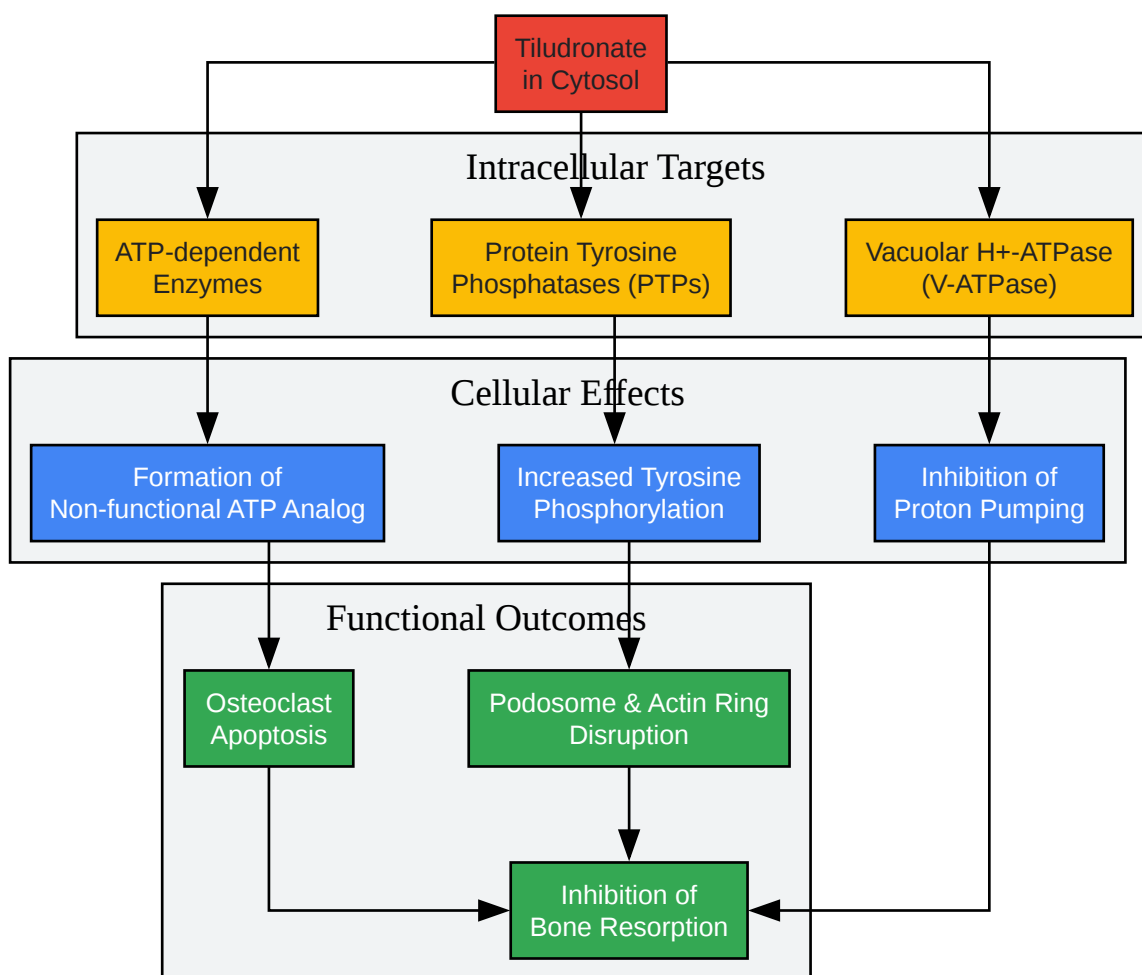 Tiludronate
in Cytosol
Intracellular Targets
ATP-dependent
Enzymes
Protein Tyrosine
Phosphatases (PTPs)
Vacuolar H+-ATPase
(V-ATPase)
Cellular Effects
Formation of
Non-functional ATP Analog
Increased Tyrosine
Phosphorylation
Inhibition of
Proton Pumping
Functional Outcomes
Osteoclast
Apoptosis
Podosome & Actin Ring
Disruption
Inhibition of
Bone Resorption